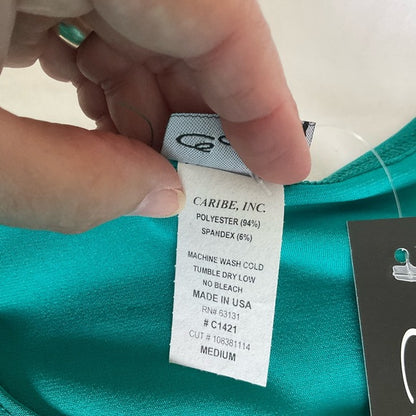 CARIBE, INC.
POLYESTER (94%)
SPANDEX (6%)
MACHINE WASH COLD
TUMBLE DRY LOW
NO BLEACH
MADE IN USA
RN# 63131
# C1421
CUT # 108381114
MEDIUM